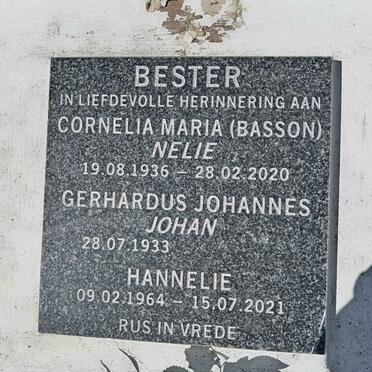 BESTER
IN LIEFDEVOLLE HERINNERING AAN
CORNELIA MARIA (BASSON)
NELIE
19.08.1936 – 28.02.2020
GERHARDUS JOHANNES
JOHAN
28.07.1933
HANNELIE
09.02.1964 – 15.07.2021
RUS IN VREDE